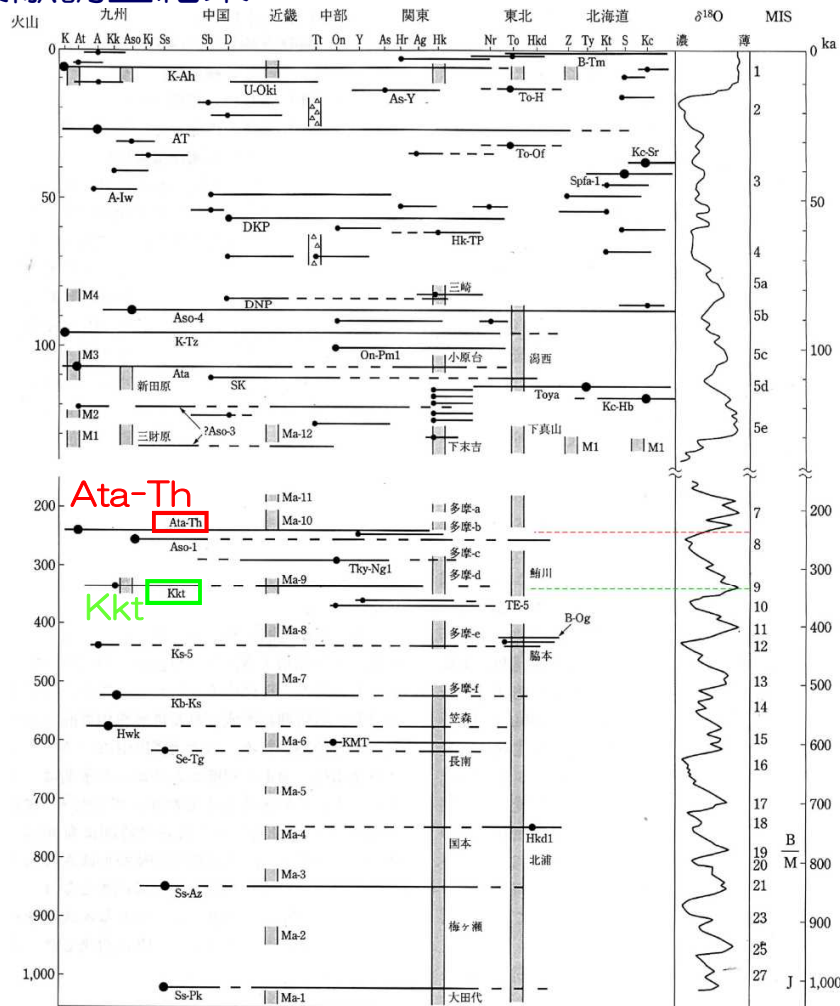 火山 九州 中国 近畿 中部 関東 東北 北海道 δ¹⁸O MIS
K At A Kk Aso Kj Ss Sb D Tt On Y As Hr Ag Hk Nr To Hkd Z Ty Kt S Kc 濃 薄
0 B-Tm 0 ka
K-Ah 1
U-Oki As-Y To-H 2
AT To-Of Kc-Sr
50 A-Iw Spfa-1 3 50
DKP Hk-TP
4
M4 三崎 5a
DNP
Aso-4 5b
K-Tz
100 M3 On-Pm1 小原台 潟西 5c 100
Ata
新田原 SK Toya 5d
M2 Kc-Hb
?Aso-3 5e
M1 三財原 Ma-12 下末吉 下真山 M1 M1
Ata-Th
200 Ma-11 多摩-a 7 200
Ata-Th Ma-10 多摩-b
Aso-1 8
300 Tky-Ng1 多摩-c 300
Kkt
Kkt Ma-9 多摩-d 鮪川 9
TE-5 10
400 Ma-8 多摩-e B-Og 11 400
Ks-5 脇本 12
500 Ma-7 多摩-f 13 500
Kb-Ks 14
Hwk 笠森
600 Ma-6 KMT 15 600
Se-Tg 長南 16
700 Ma-5 17 700
Ma-4 国本 Hkd1 18
800 北浦 19 B 800
Ma-3 20 M
Ss-Az 21
900 Ma-2 梅ヶ瀬 23 900
25
1,000 27 J 1,000
Ss-Pk Ma-1 大田代